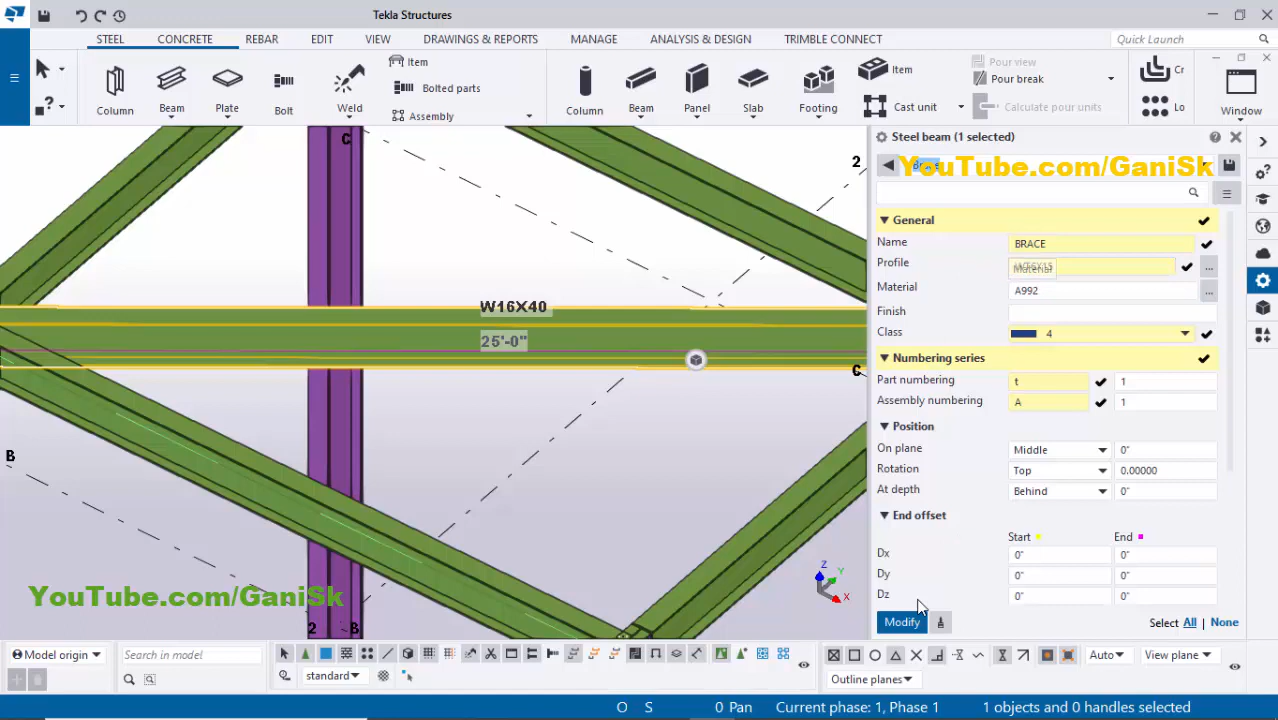 Tekla Structures
STEEL CONCRETE REBAR EDIT VIEW DRAWINGS & REPORTS MANAGE ANALYSIS & DESIGN TRIMBLE CONNECT Quick Launch
Column Beam Plate Bolt Weld Item Bolted parts Assembly Column Beam Panel Slab Footing Item Cast unit Pour view Pour break Calculate pour units Cr Lo Window
Steel beam (1 selected)
YouTube.com/GaniSk
General
Name BRACE
Profile
Material
Material A992
Finish
Class 4
Numbering series
Part numbering t 1
Assembly numbering A 1
Position
On plane Middle 0"
Rotation Top 0.00000
At depth Behind 0"
End offset
Start End
Dx 0" 0"
Dy 0" 0"
Dz 0" 0"
Modify Select All | None
C
2
W16X40
25'-0"
C
B
Z
Y
X
YouTube.com/GaniSk
2 B
Model origin Search in model standard Auto View plane
Outline planes
O S 0 Pan Current phase: 1, Phase 1 1 objects and 0 handles selected